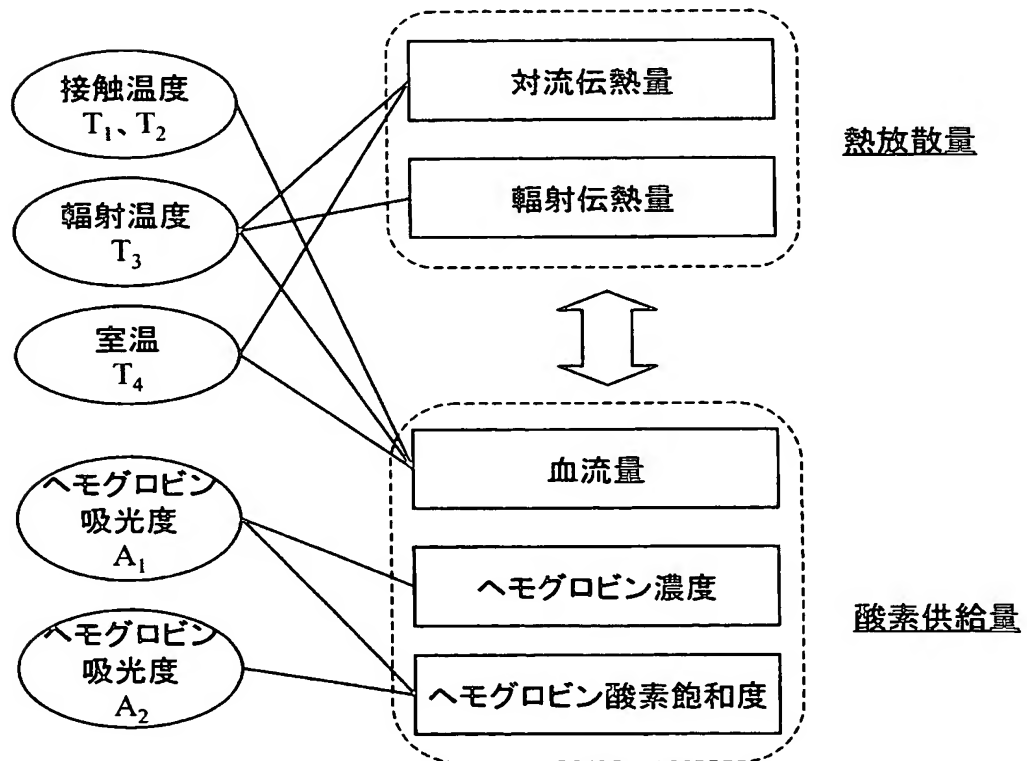 接触温度
T₁、T₂
輻射温度
T₃
室温
T₄
ヘモグロビン
吸光度
A₁
ヘモグロビン
吸光度
A₂
対流伝熱量
輻射伝熱量
熱放散量
血流量
ヘモグロビン濃度
ヘモグロビン酸素飽和度
酸素供給量